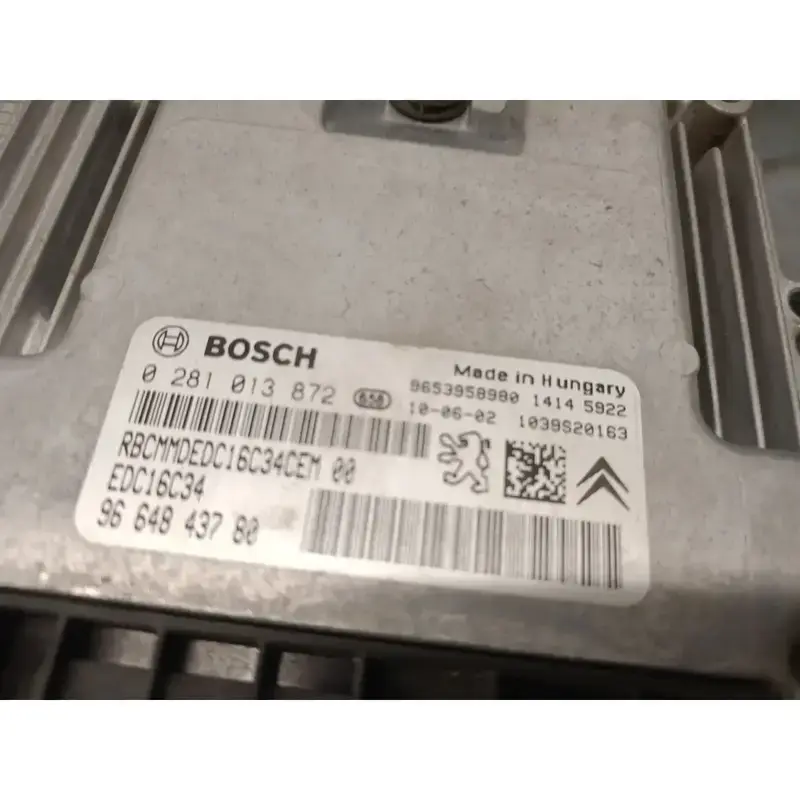 BOSCH
0 281 013 872
Made in Hungary
9653958980 1414 5922
10-06-02 1039S20163
RBCMMDEDC16C34CEM 00
EDC16C34
96 648 437 80